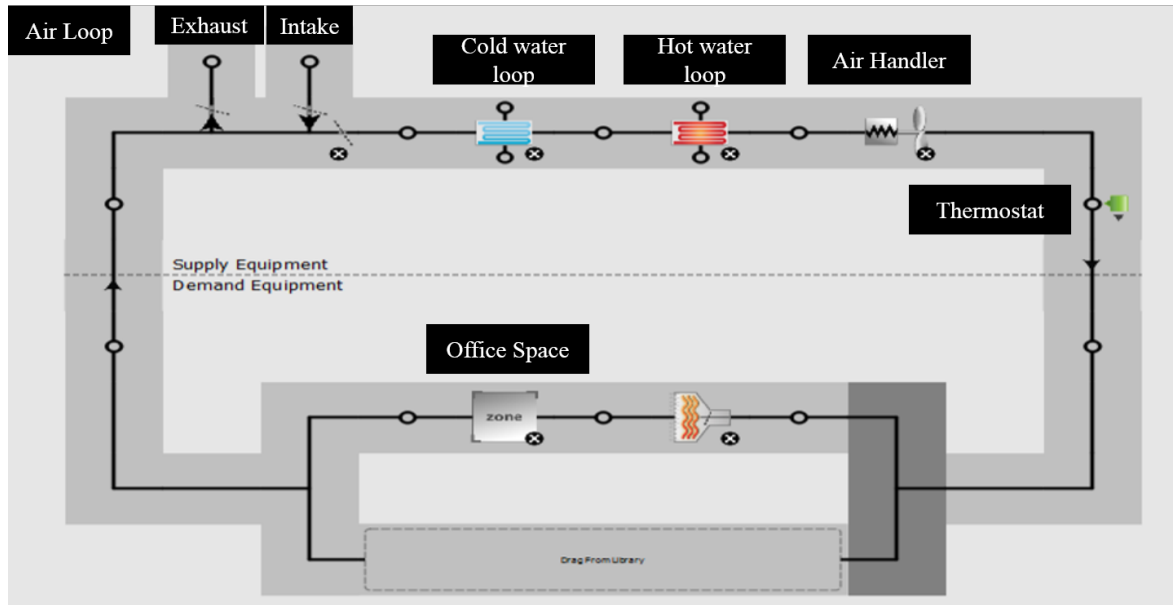 Air Loop
Exhaust
Intake
Cold water
loop
Hot water
loop
Air Handler
Thermostat
Supply Equipment
Demand Equipment
Office Space
zone
Drag From Library